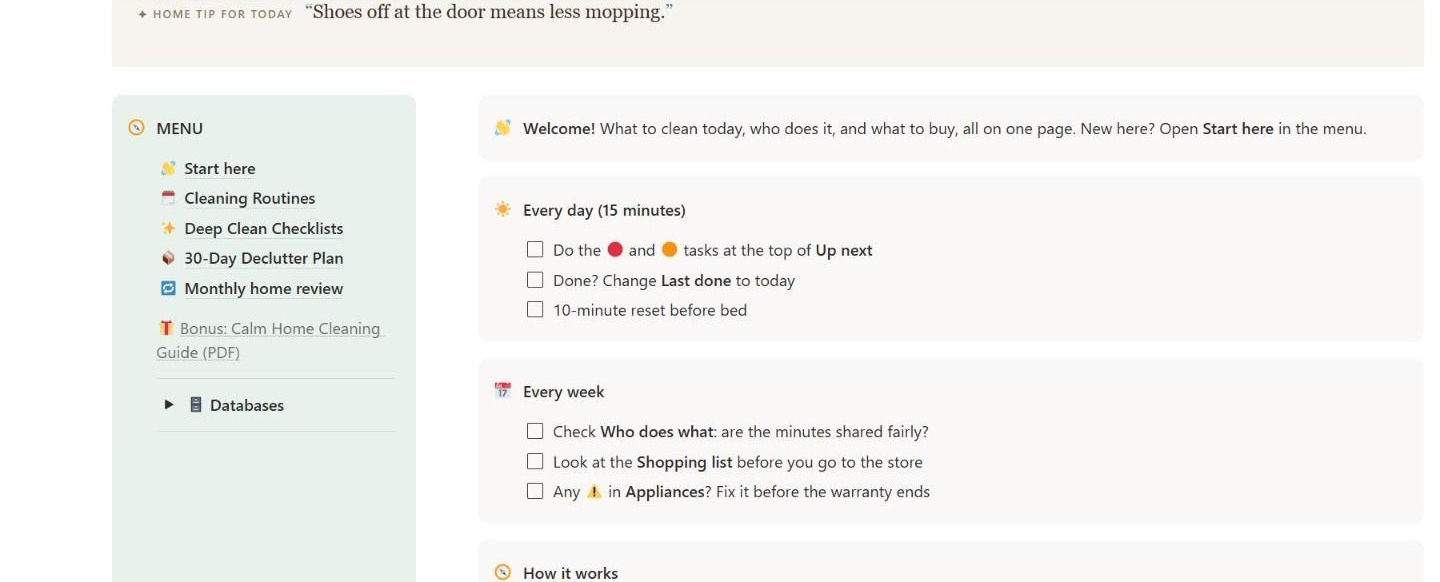 ✦ HOME TIP FOR TODAY “Shoes off at the door means less mopping.”
MENU
Start here
Cleaning Routines
Deep Clean Checklists
30-Day Declutter Plan
Monthly home review
Bonus: Calm Home Cleaning
Guide (PDF)
Databases
Welcome! What to clean today, who does it, and what to buy, all on one page. New here? Open Start here in the menu.
Every day (15 minutes)
Do the 🔴 and 🟠 tasks at the top of Up next
Done? Change Last done to today
10-minute reset before bed
Every week
Check Who does what: are the minutes shared fairly?
Look at the Shopping list before you go to the store
Any ⚠️ in Appliances? Fix it before the warranty ends
How it works